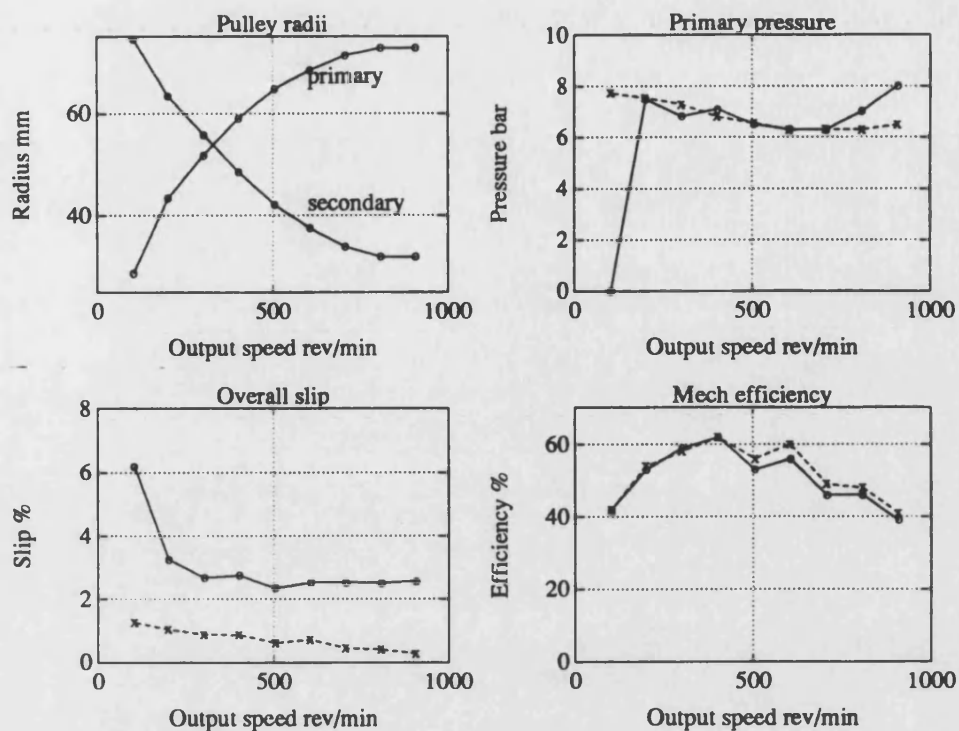 Pulley radii
primary
secondary
Radius mm
60
40
0
500
1000
Output speed rev/min
Primary pressure
Pressure bar
10
8
6
4
2
0
0
500
1000
Output speed rev/min
Overall slip
Slip %
8
6
4
2
0
0
500
1000
Output speed rev/min
Mech efficiency
Efficiency %
60
40
20
0
0
500
1000
Output speed rev/min